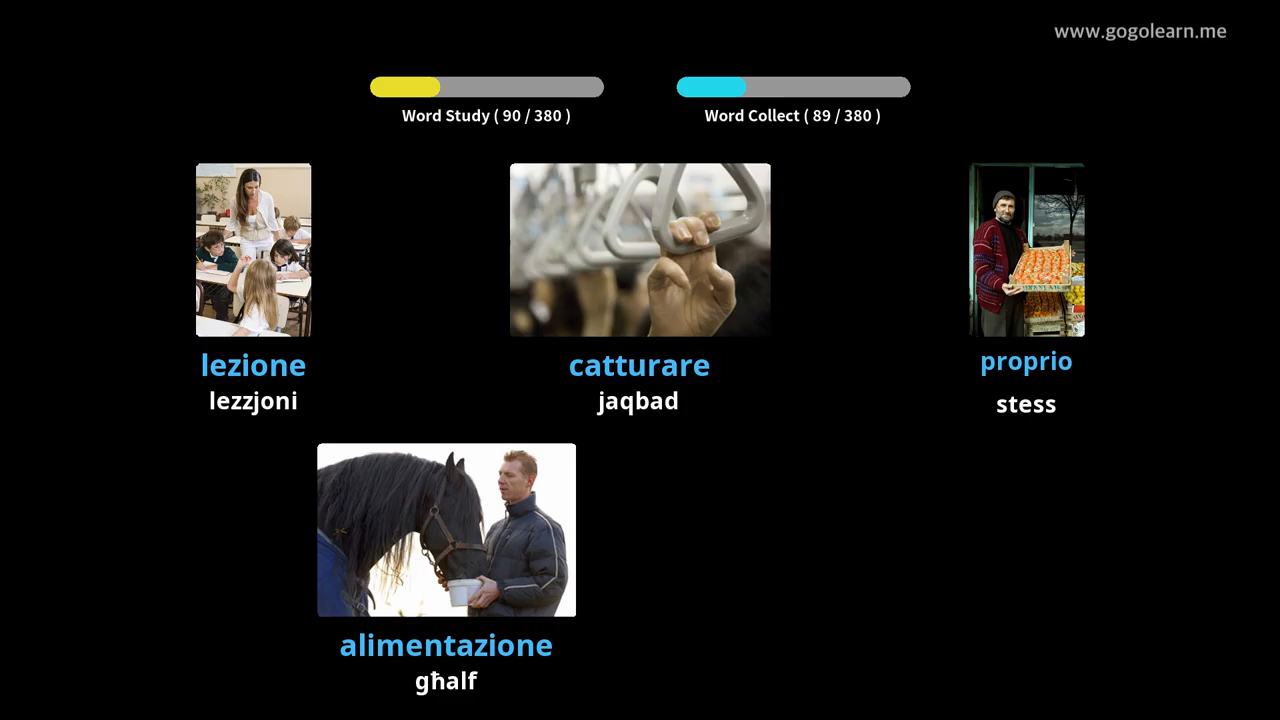 www.gogolearn.me
Word Study ( 90 / 380 )
Word Collect ( 89 / 380 )
lezione
lezzjoni
catturare
jaqbad
proprio
stess
alimentazione
għalf